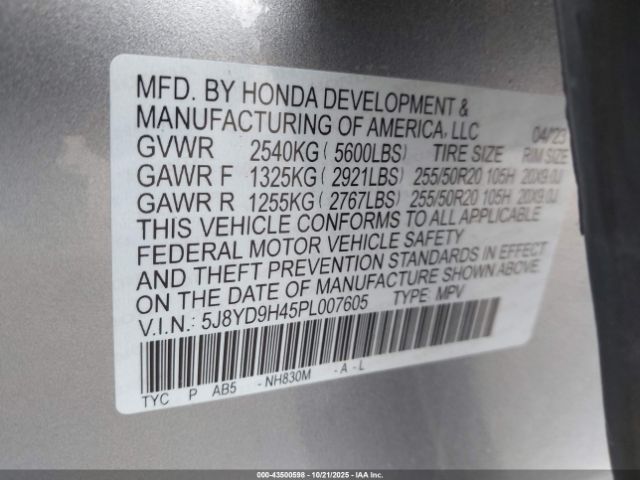 MFD. BY HONDA DEVELOPMENT &
MANUFACTURING OF AMERICA, LLC 04/23
GVWR 2540KG ( 5600LBS) TIRE SIZE RIM SIZE
GAWR F 1325KG ( 2921LBS) 255/50R20 105H 20X9.0J
GAWR R 1255KG ( 2767LBS) 255/50R20 105H 20X9.0J
THIS VEHICLE CONFORMS TO ALL APPLICABLE
FEDERAL MOTOR VEHICLE SAFETY
AND THEFT PREVENTION STANDARDS IN EFFECT
ON THE DATE OF MANUFACTURE SHOWN ABOVE.
V.I.N.: 5J8YD9H45PL007605 TYPE: MPV
TYC P AB5 -NH830M -A-L
000-43500598 - 10/21/2025 - IAA Inc.